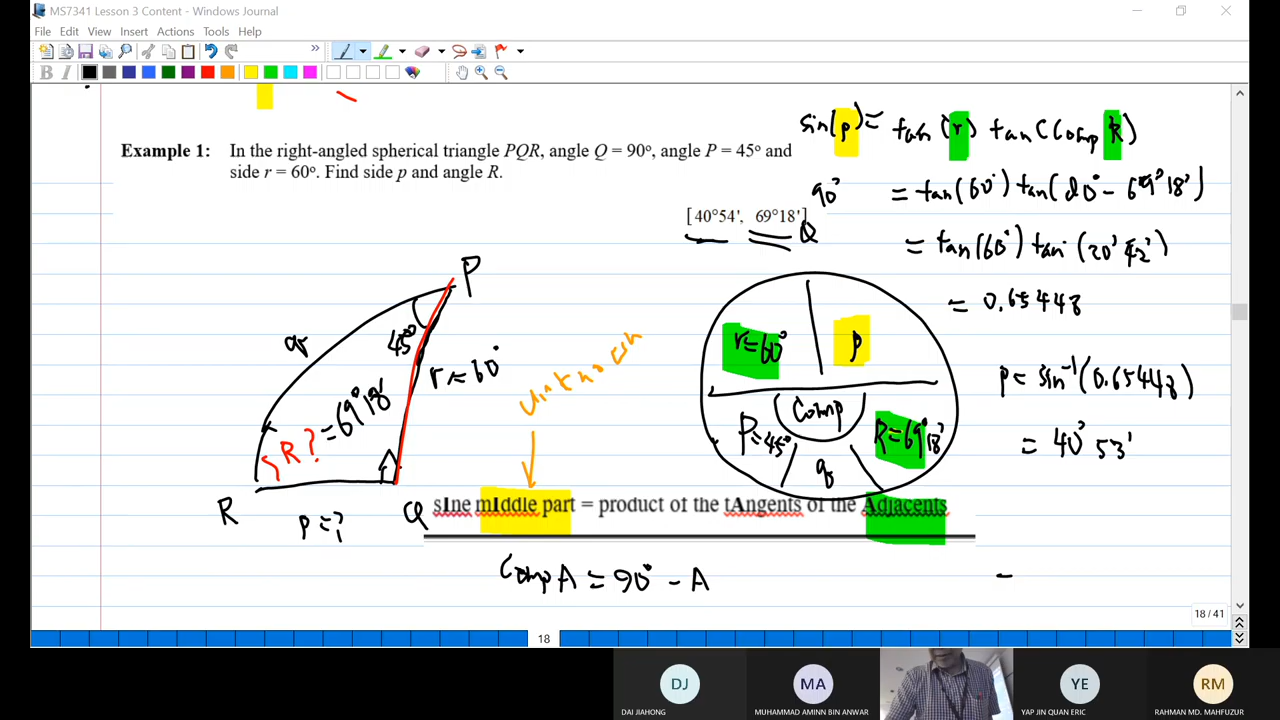 MS7341 Lesson 3 Content - Windows Journal
File Edit View Insert Actions Tools Help
sin(p) = tan(r) tan(Comp R)
Example 1: In the right-angled spherical triangle PQR, angle Q = 90°, angle P = 45° and
side r = 60°. Find side p and angle R.
90°
= tan(60°) tan(90° - 69°18')
[40°54', 69°18']
Q
= tan(60°) tan(20°42')
= 0.65448
P
45°
q
r = 60°
R? = 69°18'
unknown
r=60°
p
Comp
P=45°
R=69°18'
q
p = sin⁻¹(0.65448)
= 40° 53'
R
p = ?
Q
sIne mIddle part = product of the tAngents of the Adjacents
Comp A = 90° - A
18 / 41
18
DJ
MA
YE
RM
DAI JIAHONG
MUHAMMAD AMINN BIN ANWAR
YAP JIN QUAN ERIC
RAHMAN MD. MAHFUZUR